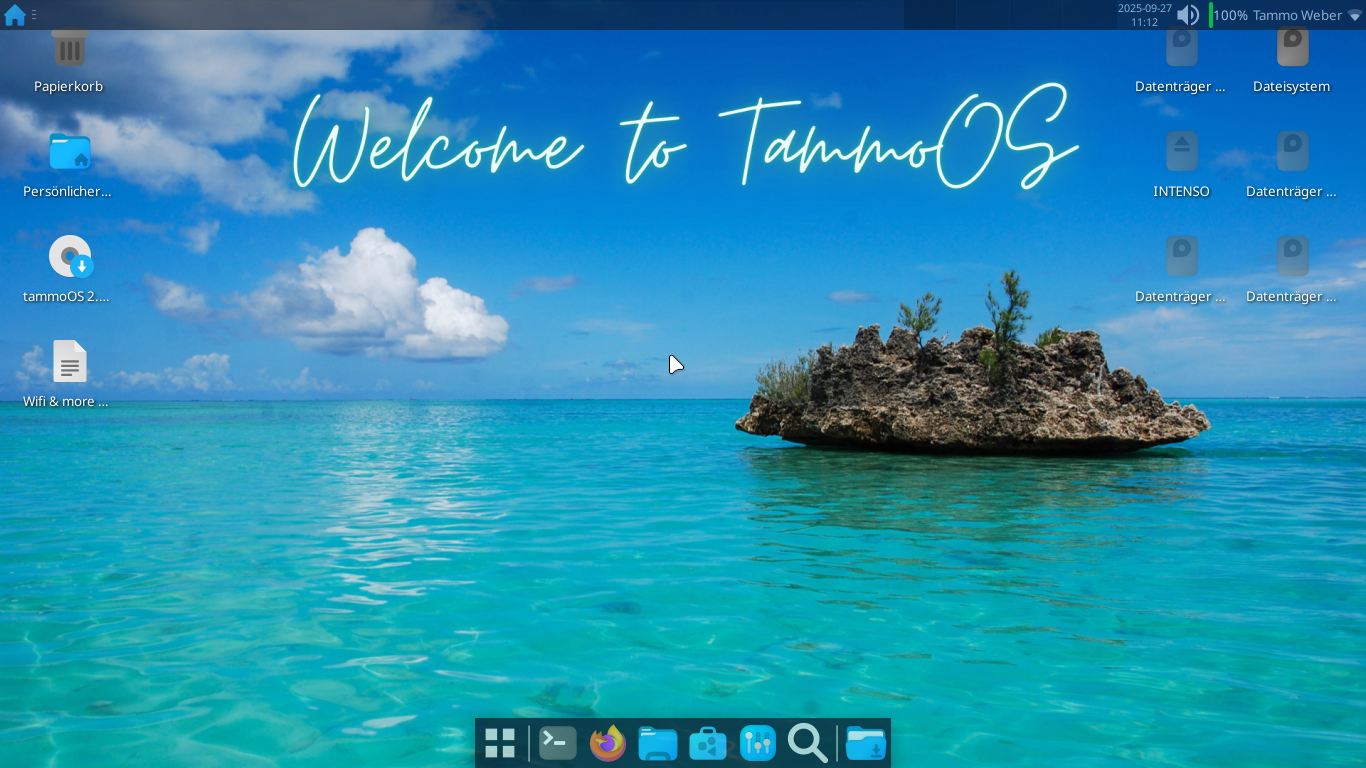 2025-09-27
11:12
100%
Tammo Weber
Papierkorb
Datenträger ...
Dateisystem
Welcome to TammoOS
Persönlicher...
INTENSO
Datenträger ...
tammoOS 2....
Datenträger ...
Datenträger ...
Wifi & more ...